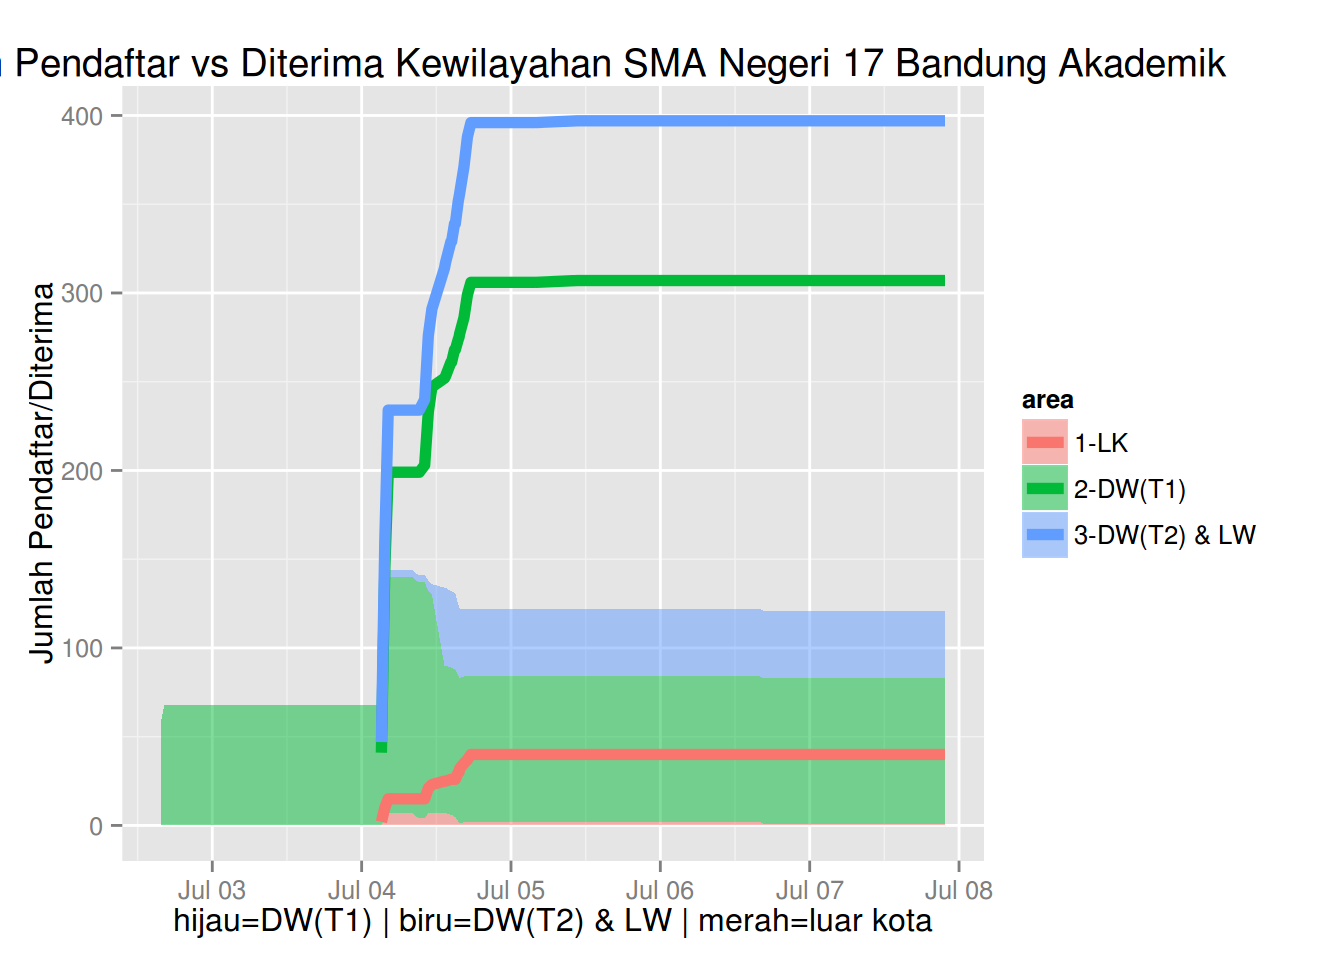 Pendaftar vs Diterima Kewilayahan SMA Negeri 17 Bandung Akademik
400
300
200
100
0
Jumlah Pendaftar/Diterima
Jul 03
Jul 04
Jul 05
Jul 06
Jul 07
Jul 08
hijau=DW(T1) | biru=DW(T2) & LW | merah=luar kota
area
1-LK
2-DW(T1)
3-DW(T2) & LW